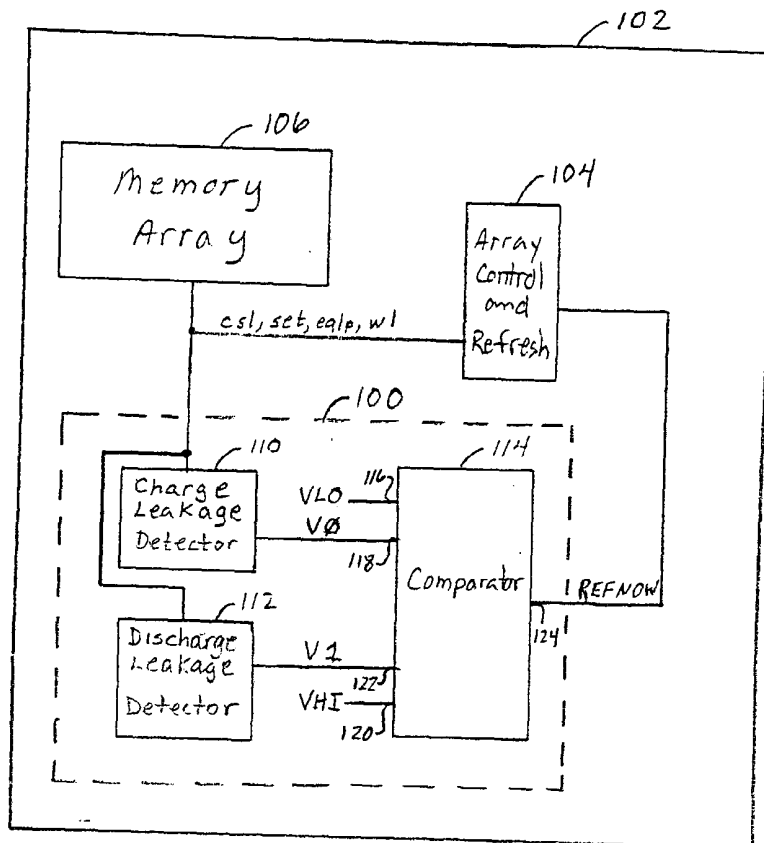 102
106
Memory
Array
104
Array
Control
and
Refresh
csl, set, eqlp, wl
100
110
Charge
Leakage
Detector
114
116
VLO
VØ
118
Comparator
REFNOW
124
112
Discharge
Leakage
Detector
V1
122
VHI
120